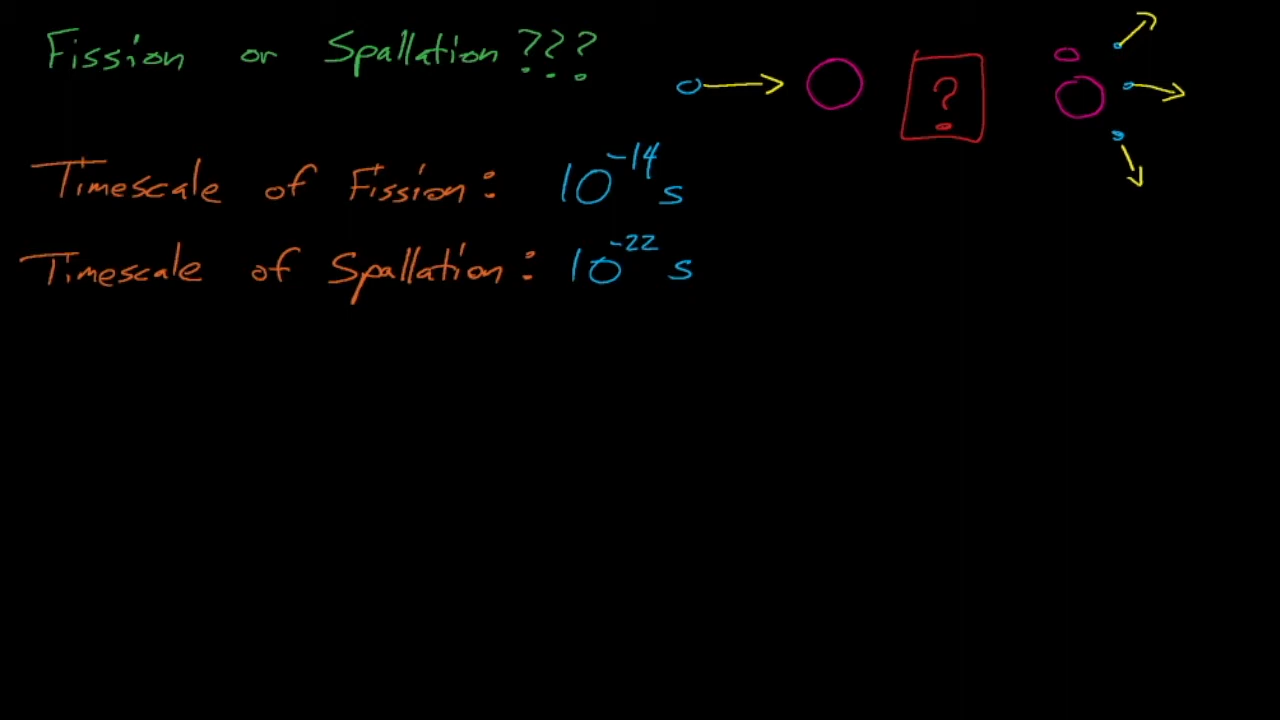 Fission or Spallation ???
?
Timescale of Fission: 10^-14 s
Timescale of Spallation: 10^-22 s